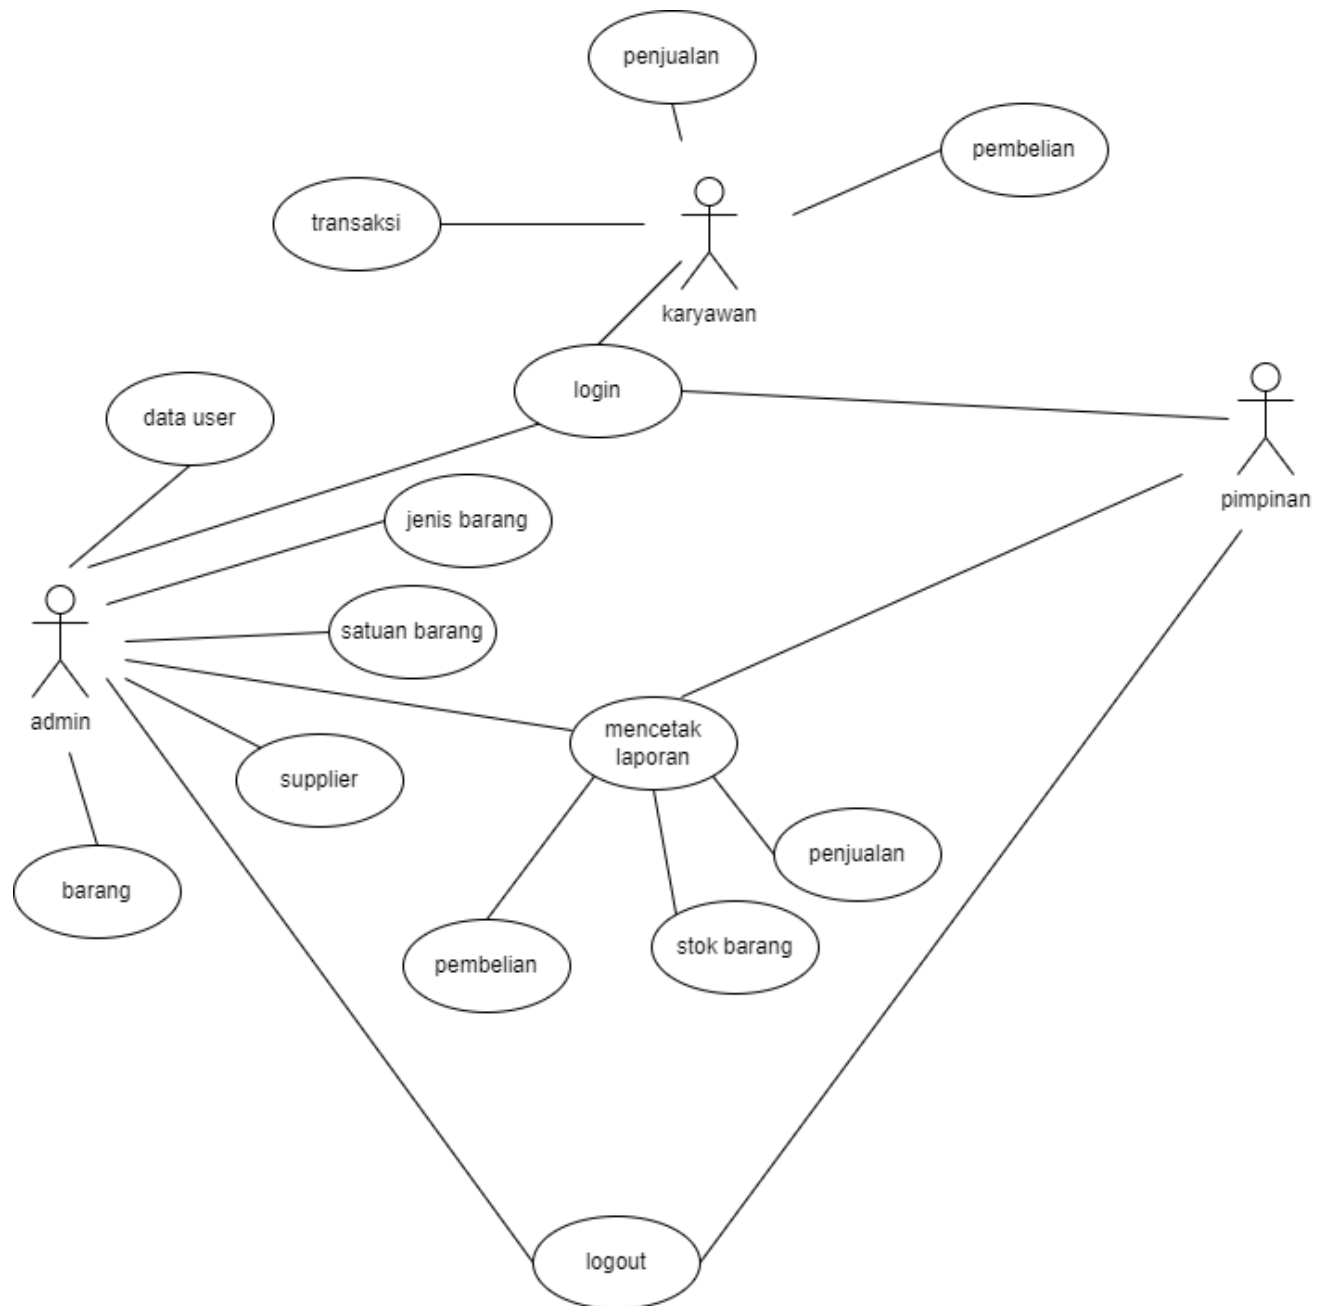 penjualan
pembelian
transaksi
karyawan
login
data user
pimpinan
jenis barang
satuan barang
admin
mencetak
laporan
supplier
penjualan
barang
stok barang
pembelian
logout